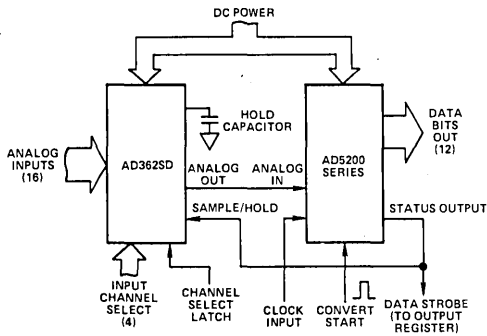 DC POWER
HOLD
CAPACITOR
DATA
BITS
OUT
(12)
ANALOG
INPUTS
(16)
AD362SD
AD5200
SERIES
ANALOG
OUT
ANALOG
IN
SAMPLE/HOLD
STATUS OUTPUT
INPUT
CHANNEL
SELECT
(4)
CHANNEL
SELECT
LATCH
CLOCK
INPUT
CONVERT
START
DATA STROBE
(TO OUTPUT
REGISTER)